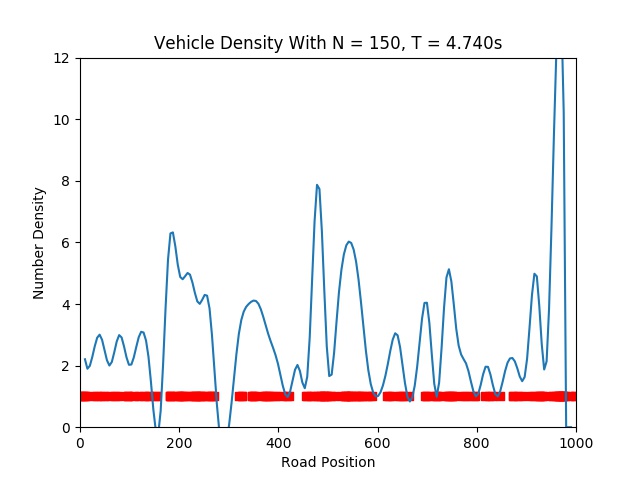 Vehicle Density With N = 150, T = 4.740s
12
10
8
6
4
2
0
Number Density
0 200 400 600 800 1000
Road Position